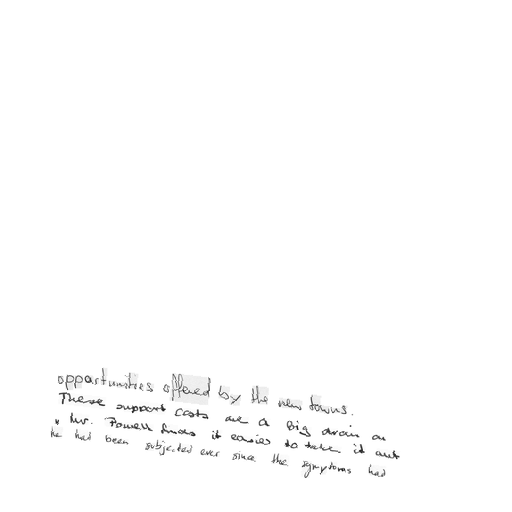 opportunities offered by the new towns.
These support costs are a big drain on
" Mr. Powell finds it easier to take it out
he had been subjected ever since the symptoms had